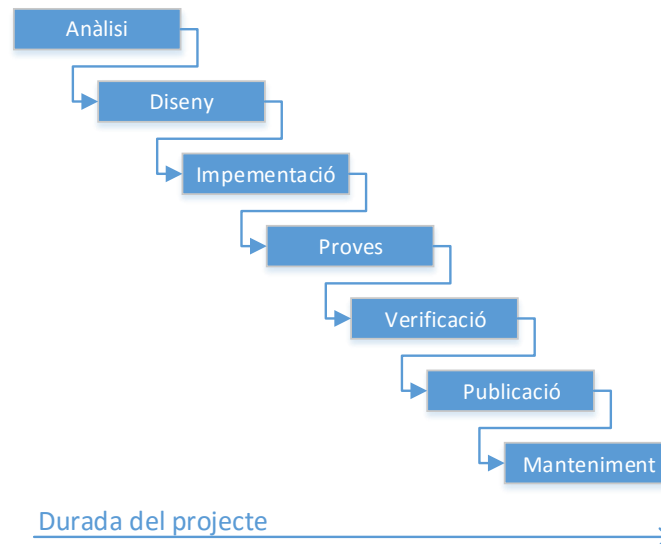 Anàlisi
Diseny
Impementació
Proves
Verificació
Publicació
Manteniment
Durada del projecte